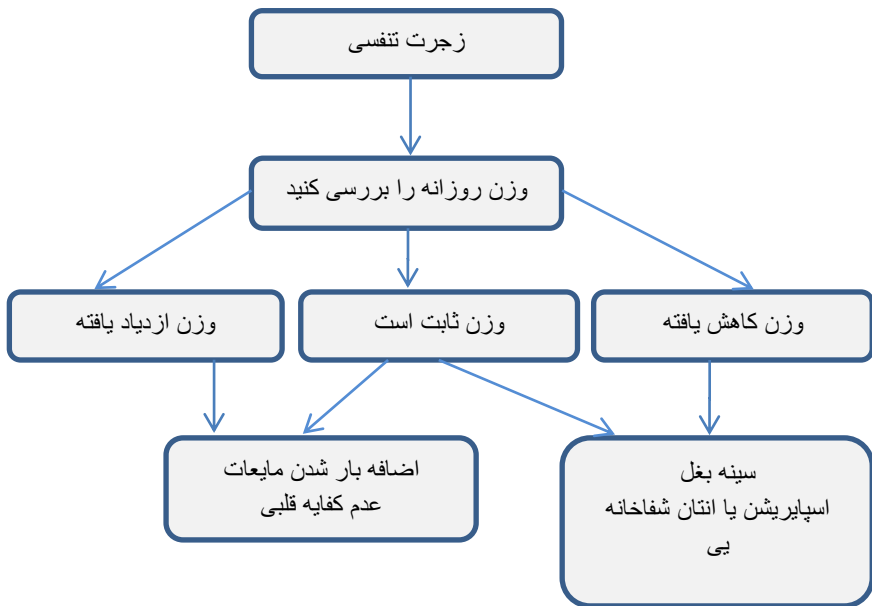 زجرت تنفسی
وزن روزانه را بررسی کنید
وزن کاهش یافته
وزن ثابت است
وزن ازدیاد یافته
سینه بغل
اسپایریشن یا انتان شفاخانه
یی
اضافه بار شدن مایعات
عدم کفایه قلبی